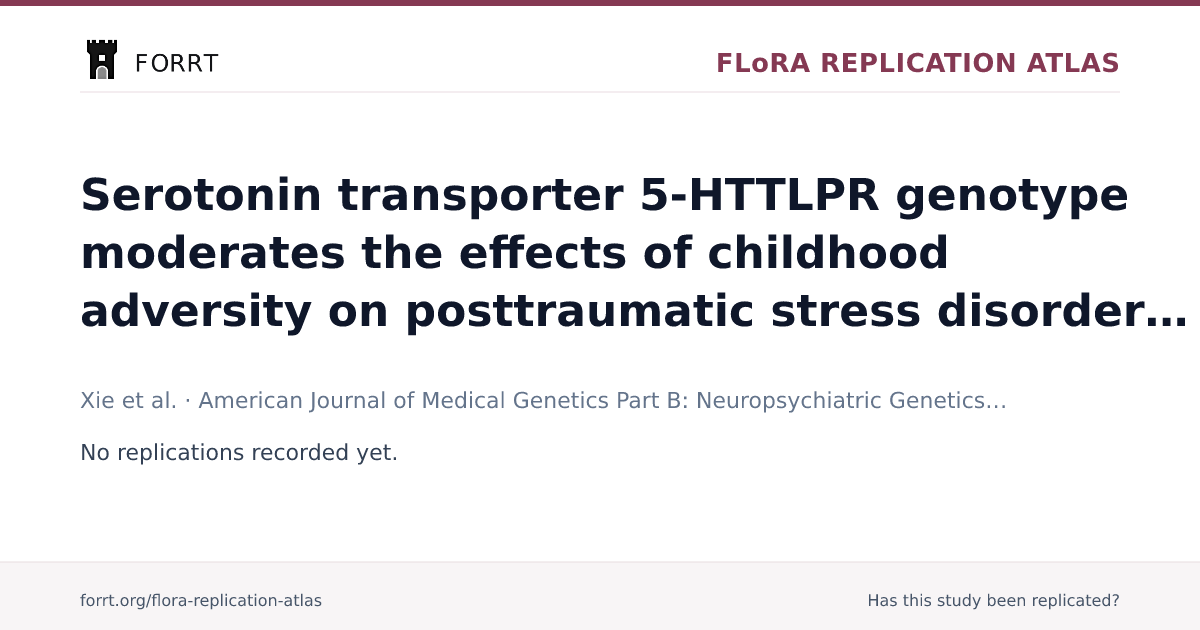 FORRT
FLoRA REPLICATION ATLAS
Serotonin transporter 5-HTTLPR genotype
moderates the effects of childhood
adversity on posttraumatic stress disorder…
Xie et al. · American Journal of Medical Genetics Part B: Neuropsychiatric Genetics…
No replications recorded yet.
forrt.org/flora-replication-atlas
Has this study been replicated?